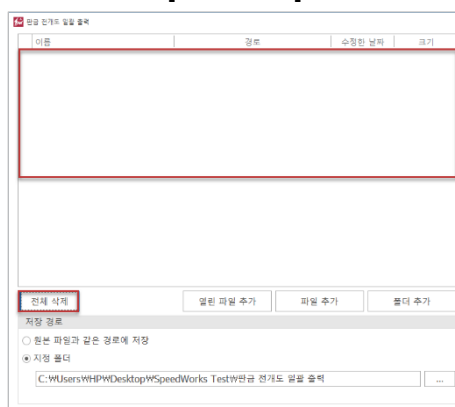 판금 전개도 일괄 출력
이름 경로 수정한 날짜 크기
전체 삭제 열린 파일 추가 파일 추가 폴더 추가
저장 경로
원본 파일과 같은 경로에 저장
지정 폴더
C:₩Users₩HP₩Desktop₩SpeedWorks Test₩판금 전개도 일괄 출력 ...